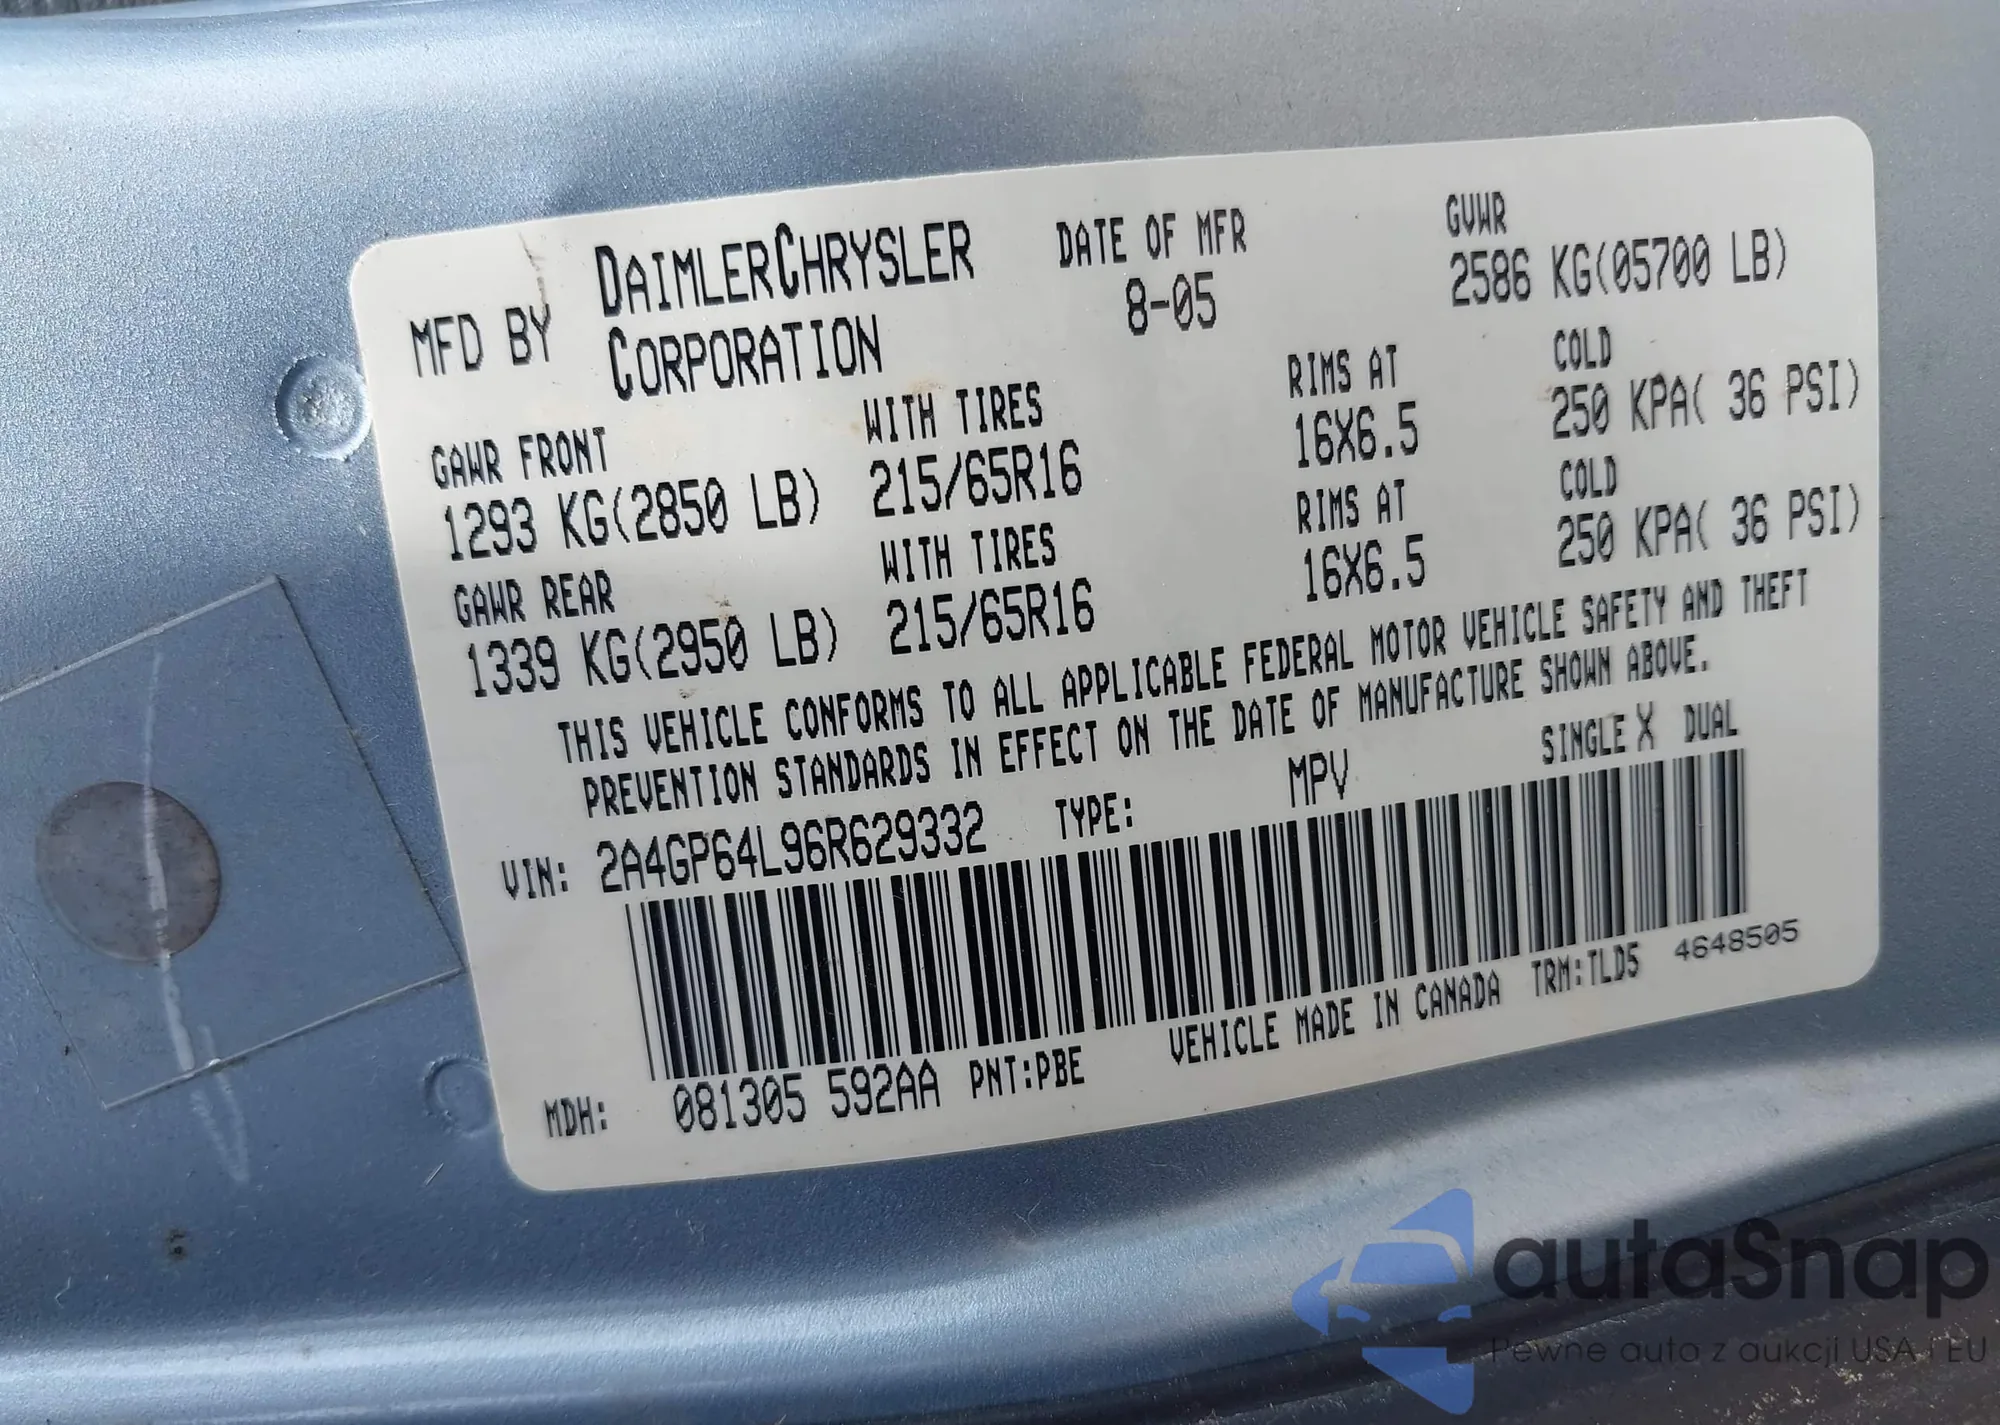 MFD BY DAIMLERCHRYSLER CORPORATION DATE OF MFR 8-05 GVWR 2586 KG(05700 LB)
GAWR FRONT WITH TIRES RIMS AT COLD
1293 KG(2850 LB) 215/65R16 16X6.5 250 KPA( 36 PSI)
GAWR REAR WITH TIRES RIMS AT COLD
1339 KG(2950 LB) 215/65R16 16X6.5 250 KPA( 36 PSI)
THIS VEHICLE CONFORMS TO ALL APPLICABLE FEDERAL MOTOR VEHICLE SAFETY AND THEFT
PREVENTION STANDARDS IN EFFECT ON THE DATE OF MANUFACTURE SHOWN ABOVE.
VIN: 2A4GP64L96R629332 TYPE: MPV SINGLE X DUAL
MDH: 081305 592AA PNT:PBE VEHICLE MADE IN CANADA TRM:TLD5 4648505
autaSnap
Pewne auto z aukcji USA i EU